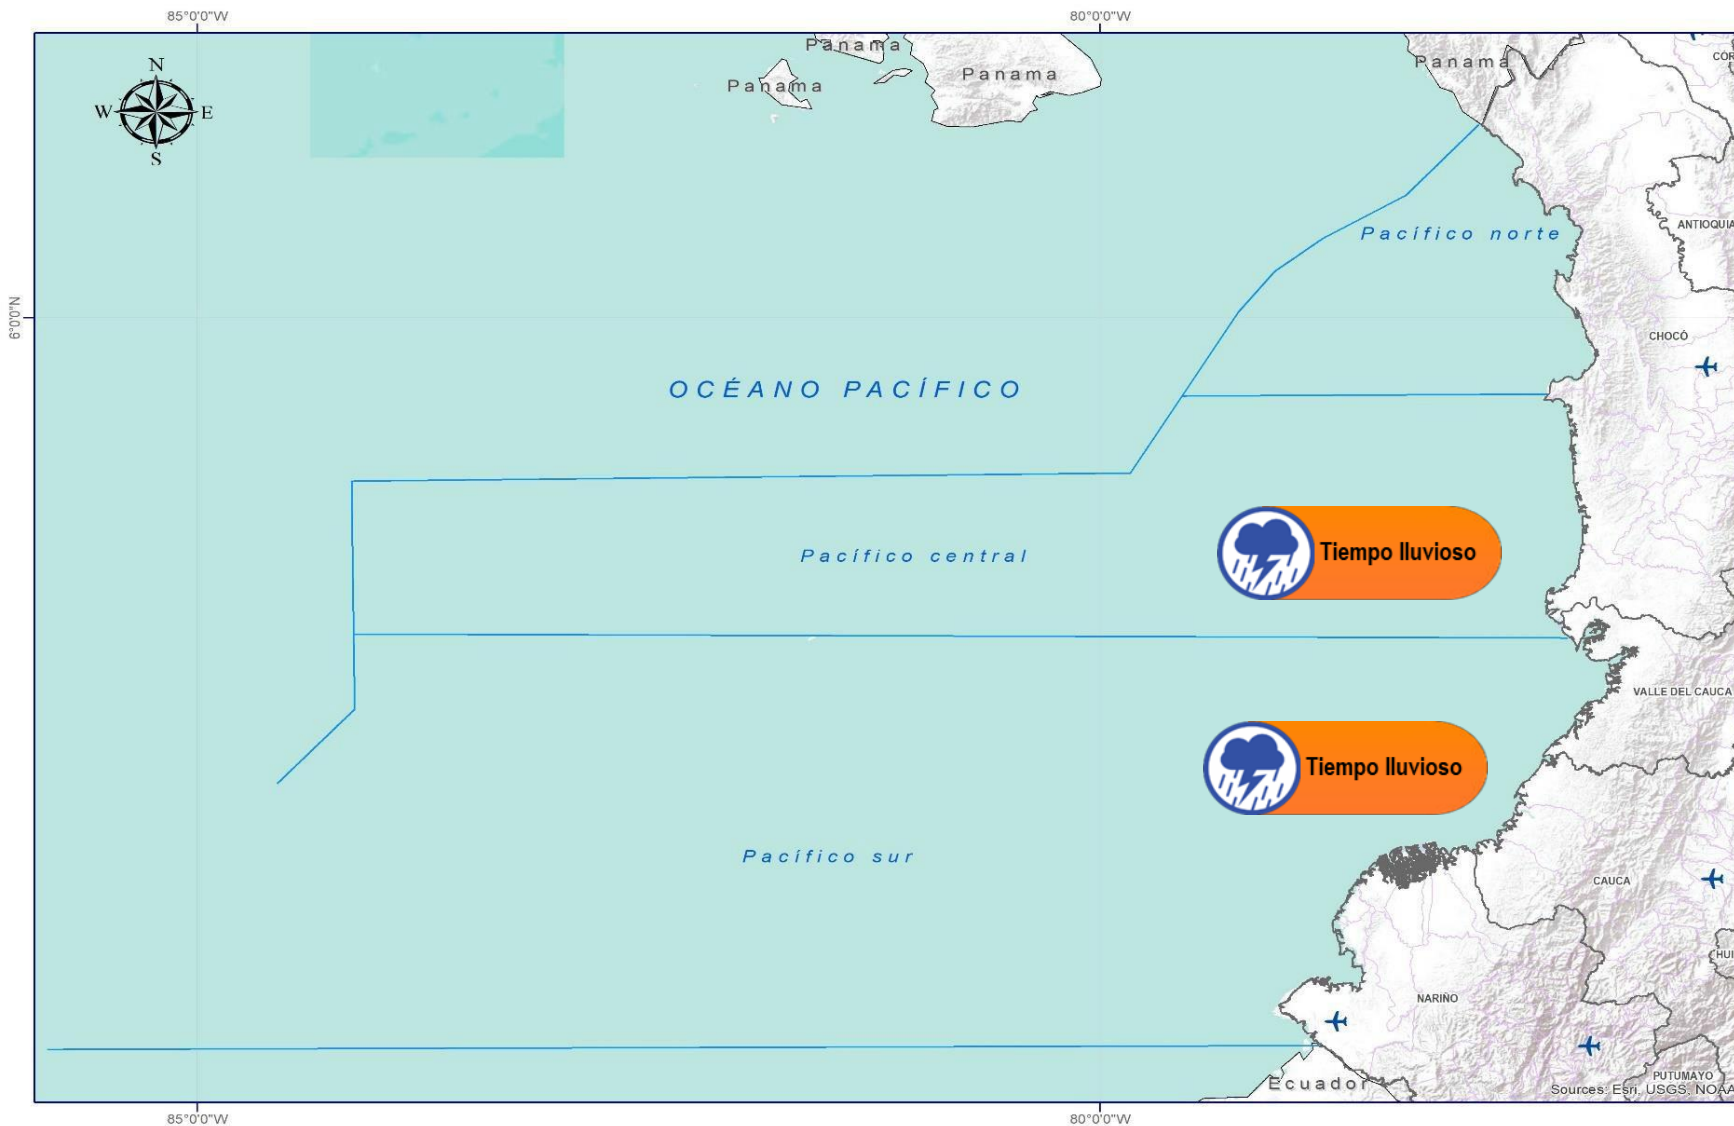 85°0'0"W
80°0'0"W
Panama
Panama
Panama
Panama
CÓR
N
W
E
S
ANTIOQUIA
Pacífico norte
6°0'0"N
CHOCÓ
OCÉANO PACÍFICO
Pacífico central
Tiempo lluvioso
VALLE DEL CAUCA
Tiempo lluvioso
Pacífico sur
CAUCA
HUI
NARIÑO
PUTUMAYO
Ecuador
Sources: Esri, USGS, NOAA
85°0'0"W
80°0'0"W